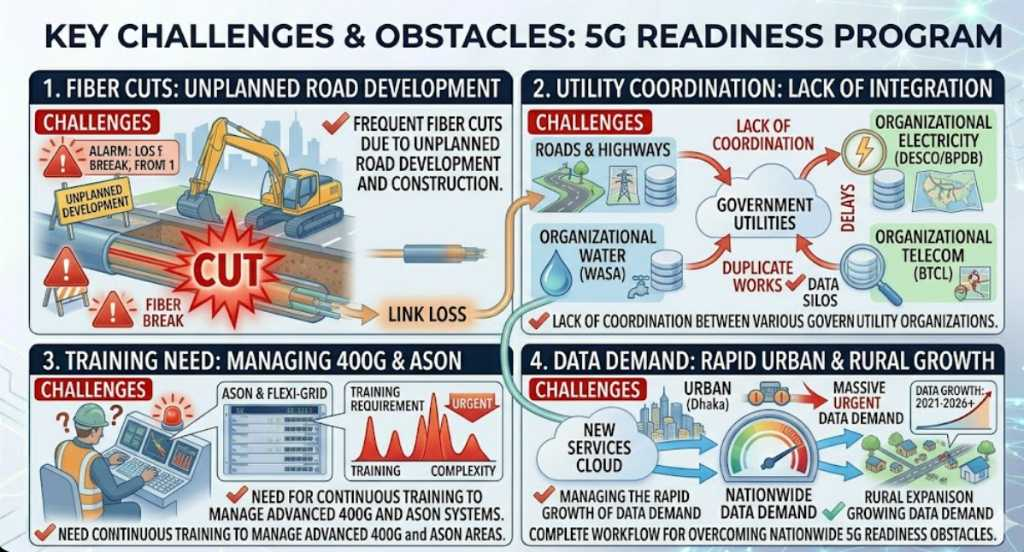 KEY CHALLENGES & OBSTACLES: 5G READINESS PROGRAM
1. FIBER CUTS: UNPLANNED ROAD DEVELOPMENT
CHALLENGES
ALARM: LOS
BREAK, FROM 1
UNPLANNED
DEVELOPMENT
FREQUENT FIBER CUTS
DUE TO UNPLANNED
ROAD DEVELOPMENT
AND CONSTRUCTION.
CUT
FIBER
BREAK
LINK LOSS
2. UTILITY COORDINATION: LACK OF INTEGRATION
CHALLENGES
ROADS & HIGHWAYS
LACK OF
COORDINATION
ORGANIZATIONAL
ELECTRICITY
(DESCO/BPDB)
GOVERNMENT
UTILITIES
DELAYS
ORGANIZATIONAL
WATER
(WASA)
DUPLICATE
WORKS
DATA
SILOS
ORGANIZATIONAL
TELECOM
(BTCL)
LACK OF COORDINATION BETWEEN VARIOUS GOVERNUTILITY ORGANIZATIONS.
3. TRAINING NEED: MANAGING 400G & ASON
CHALLENGES
? ?
ASON & FLEXI-GRID
TRAINING
REQUIREMENT
URGENT
TRAINING
COMPLEXITY
NEED FOR CONTINUOUS TRAINING TO
MANAGE ADVANCED 400G AND ASON SYSTEMS.
NEED CONTINUOUS TRAINING TO MANAGE ADVANCED 400G and ASON AREAS.
4. DATA DEMAND: RAPID URBAN & RURAL GROWTH
CHALLENGES
URBAN
(Dhaka)
MASSIVE
URGENT
DATA DEMAND
DATA GROWTH:
2021-2026+
NEW
SERVICES
CLOUD
MANAGING THE RAPID
GROWTH OF DATA DEMAND
NATIONWIDE
DATA DEMAND
RURAL EXPANSION
GROWING DATA DEMAND
COMPLETE WORKFLOW FOR OVERCOMING NATIONWIDE 5G READINESS OBSTACLES.